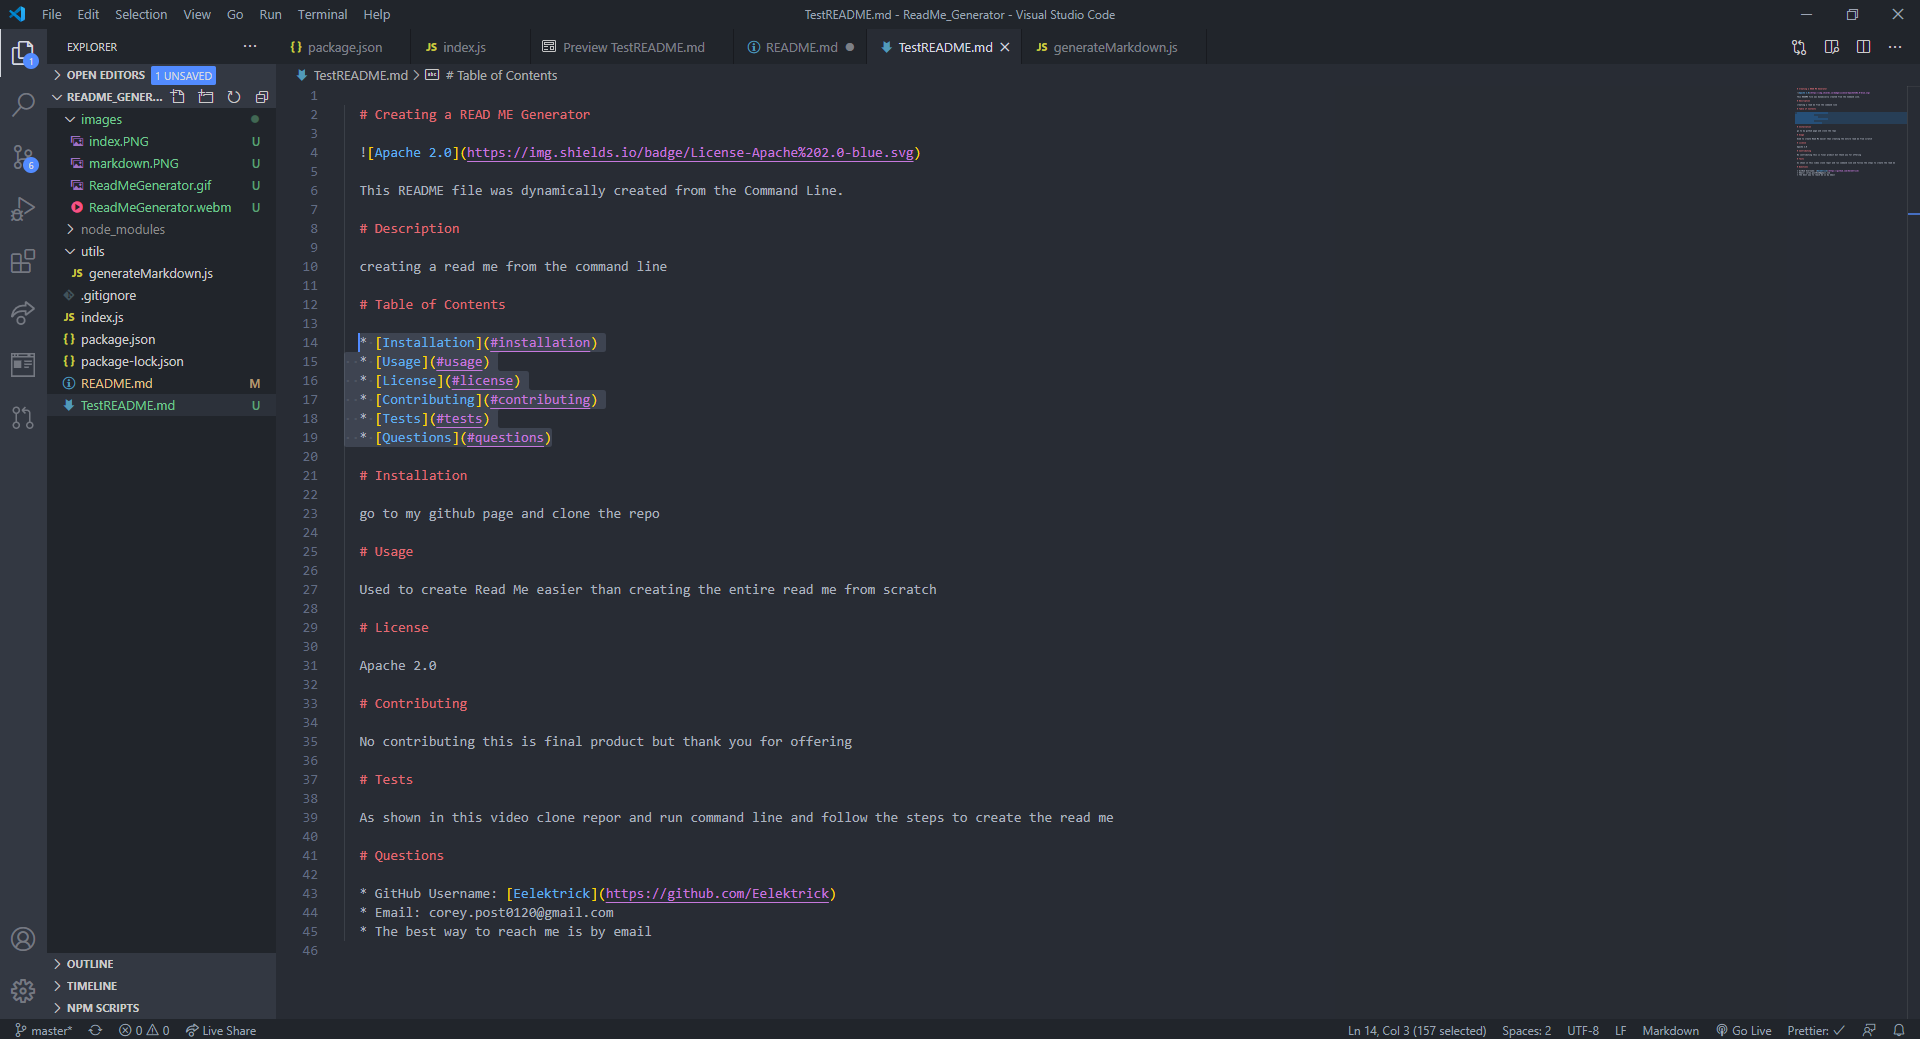 File Edit Selection View Go Run Terminal Help
TestREADME.md - ReadMe_Generator - Visual Studio Code
EXPLORER
{} package.json
JS index.js
Preview TestREADME.md
README.md
TestREADME.md
JS generateMarkdown.js
1
OPEN EDITORS 1 UNSAVED
TestREADME.md > # Table of Contents
README_GENER...
images
index.PNG U
markdown.PNG U
ReadMeGenerator.gif U
ReadMeGenerator.webm U
node_modules
utils
JS generateMarkdown.js
.gitignore
JS index.js
{} package.json
{} package-lock.json
README.md M
TestREADME.md U
6
OUTLINE
TIMELINE
NPM SCRIPTS
1
2 # Creating a READ ME Generator
3
4 ![Apache 2.0](https://img.shields.io/badge/License-Apache%202.0-blue.svg)
5
6 This README file was dynamically created from the Command Line.
7
8 # Description
9
10 creating a read me from the command line
11
12 # Table of Contents
13
14 * [Installation](#installation)
15 * [Usage](#usage)
16 * [License](#license)
17 * [Contributing](#contributing)
18 * [Tests](#tests)
19 * [Questions](#questions)
20
21 # Installation
22
23 go to my github page and clone the repo
24
25 # Usage
26
27 Used to create Read Me easier than creating the entire read me from scratch
28
29 # License
30
31 Apache 2.0
32
33 # Contributing
34
35 No contributing this is final product but thank you for offering
36
37 # Tests
38
39 As shown in this video clone repor and run command line and follow the steps to create the read me
40
41 # Questions
42
43 * GitHub Username: [Eelektrick](https://github.com/Eelektrick)
44 * Email: corey.post0120@gmail.com
45 * The best way to reach me is by email
46
master* 0 0 Live Share
Ln 14, Col 3 (157 selected) Spaces: 2 UTF-8 LF Markdown Go Live Prettier: ✓